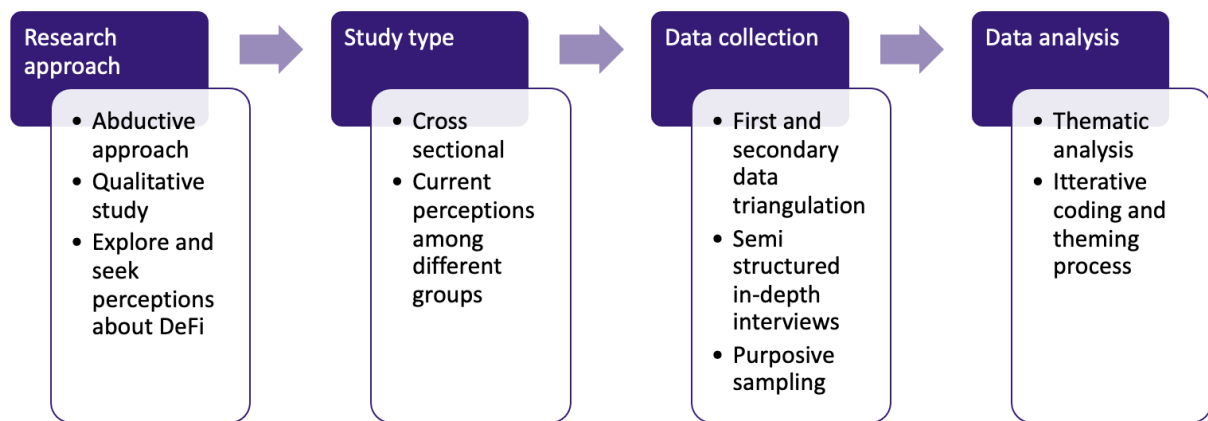 Research
approach
• Abductive
approach
• Qualitative
study
• Explore and
seek
perceptions
about DeFi
Study type
• Cross
sectional
• Current
perceptions
among
different
groups
Data collection
• First and
secondary
data
triangulation
• Semi
structured
in-depth
interviews
• Purposive
sampling
Data analysis
• Thematic
analysis
• Itterative
coding and
theming
process